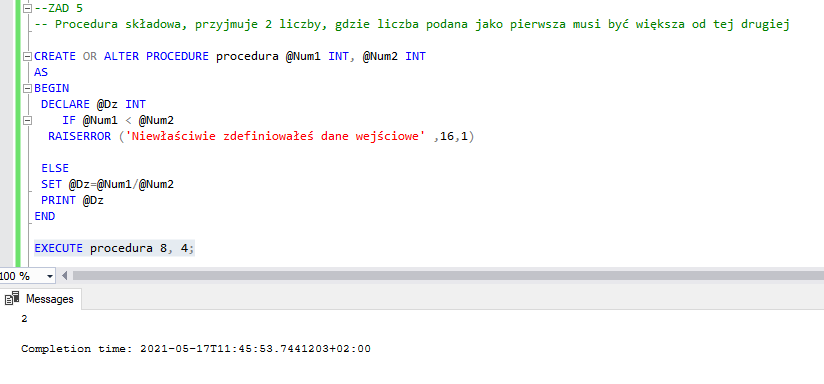 --ZAD 5
-- Procedura składowa, przyjmuje 2 liczby, gdzie liczba podana jako pierwsza musi być większa od tej drugiej
CREATE OR ALTER PROCEDURE procedura @Num1 INT, @Num2 INT
AS
BEGIN
DECLARE @Dz INT
IF @Num1 < @Num2
RAISERROR ('Niewłaściwie zdefiniowałeś dane wejściowe' ,16,1)
ELSE
SET @Dz=@Num1/@Num2
PRINT @Dz
END
EXECUTE procedura 8, 4;
100 %
Messages
2
Completion time: 2021-05-17T11:45:53.7441203+02:00